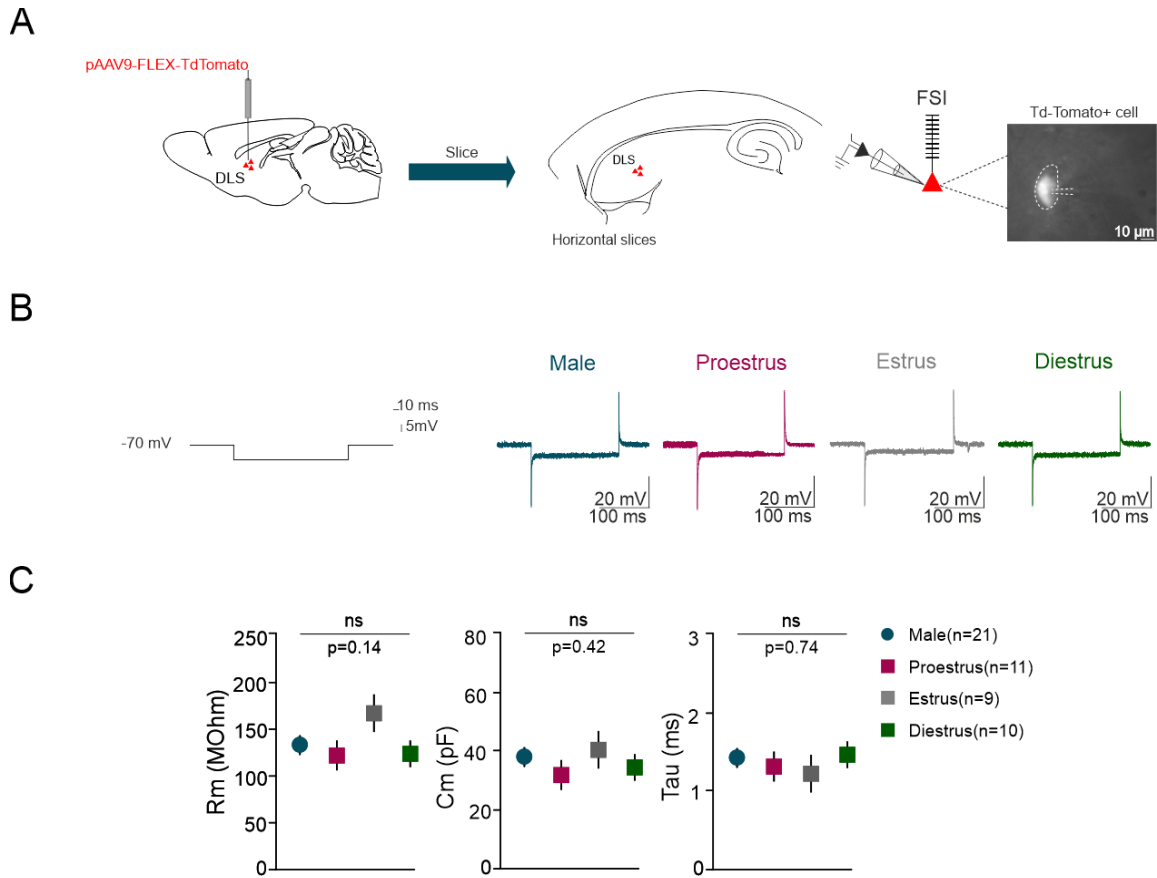 A
pAAV9-FLEX-TdTomato
DLS
Slice
DLS
Horizontal slices
FSI
Td-Tomato+ cell
10 µm
B
-70 mV
10 ms
5mV
Male
Proestrus
Estrus
Diestrus
20 mV
100 ms
20 mV
100 ms
20 mV
100 ms
20 mV
100 ms
C
Rm (MOhm)
250
200
150
100
50
0
ns
p=0.14
Cm (pF)
80
60
40
20
0
ns
p=0.42
Tau (ms)
3
2
1
0
ns
p=0.74
Male(n=21)
Proestrus(n=11)
Estrus(n=9)
Diestrus(n=10)